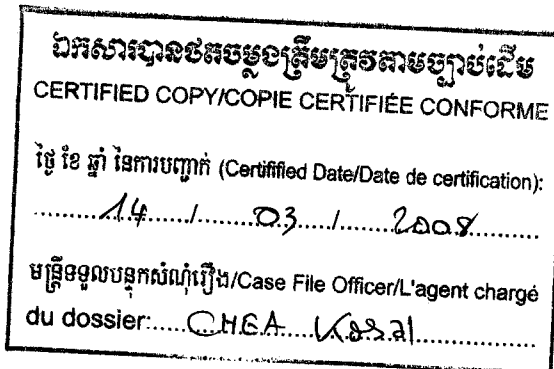 ឯកសារបានថតចម្លងត្រឹមត្រូវតាមច្បាប់ដើម
CERTIFIED COPY/COPIE CERTIFIÉE CONFORME
ថ្ងៃ ខែ ឆ្នាំ នៃការបញ្ជាក់ (Certifified Date/Date de certification):
14 / 03 / 2008
មន្ត្រីទទួលបន្ទុកសំណុំរឿង/Case File Officer/L'agent chargé
du dossier: CHEA